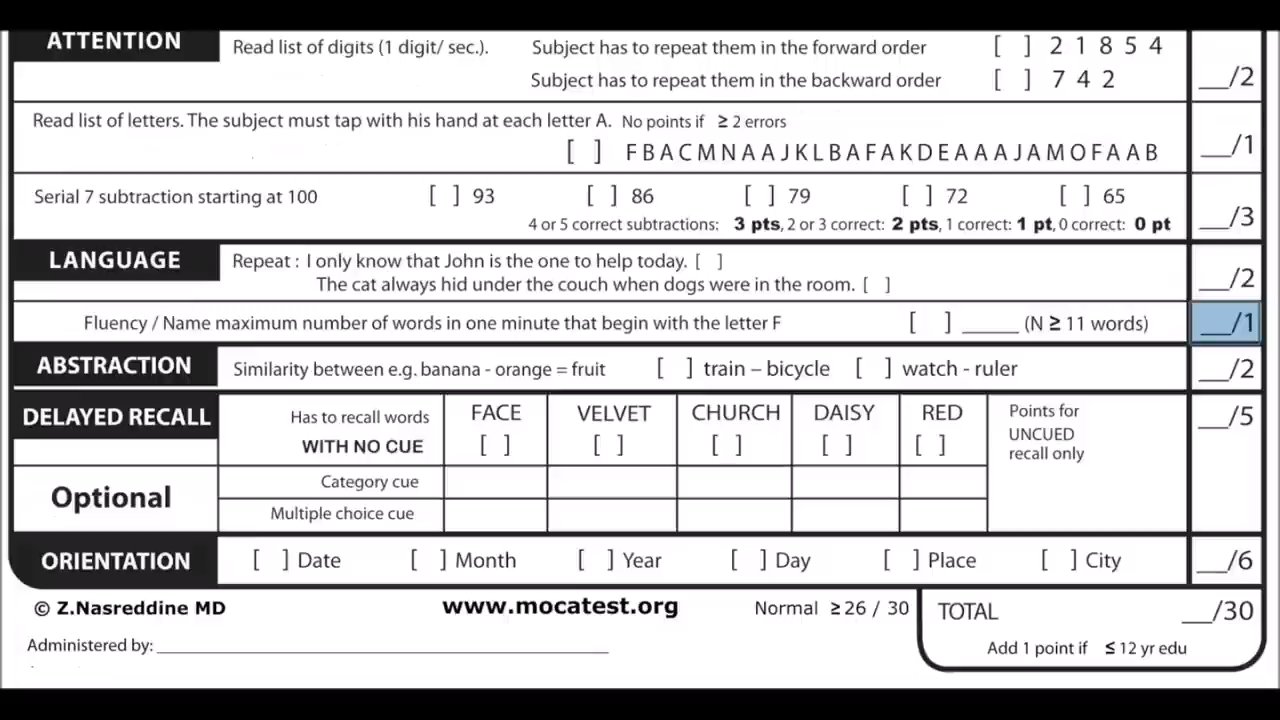 ATTENTION Read list of digits (1 digit/ sec.). Subject has to repeat them in the forward order [ ] 2 1 8 5 4
Subject has to repeat them in the backward order [ ] 7 4 2 __/2
Read list of letters. The subject must tap with his hand at each letter A. No points if ≥ 2 errors
[ ] F B A C M N A A J K L B A F A K D E A A A J A M O F A A B __/1
Serial 7 subtraction starting at 100 [ ] 93 [ ] 86 [ ] 79 [ ] 72 [ ] 65
4 or 5 correct subtractions: 3 pts, 2 or 3 correct: 2 pts, 1 correct: 1 pt, 0 correct: 0 pt __/3
LANGUAGE Repeat : I only know that John is the one to help today. [ ]
The cat always hid under the couch when dogs were in the room. [ ] __/2
Fluency / Name maximum number of words in one minute that begin with the letter F [ ] _____ (N ≥ 11 words) __/1
ABSTRACTION Similarity between e.g. banana - orange = fruit [ ] train – bicycle [ ] watch - ruler __/2
DELAYED RECALL Has to recall words FACE VELVET CHURCH DAISY RED Points for __/5
WITH NO CUE [ ] [ ] [ ] [ ] [ ] UNCUED
recall only
Optional Category cue
Multiple choice cue
ORIENTATION [ ] Date [ ] Month [ ] Year [ ] Day [ ] Place [ ] City __/6
© Z.Nasreddine MD www.mocatest.org Normal ≥ 26 / 30 TOTAL __/30
Administered by: ______ Add 1 point if ≤ 12 yr edu